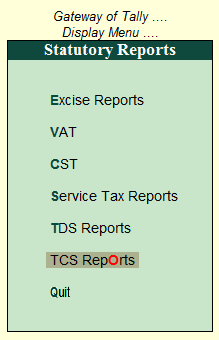 Gateway of Tally ....
Display Menu ....
Statutory Reports
Excise Reports
VAT
CST
Service Tax Reports
TDS Reports
TCS RepOrts
Quit